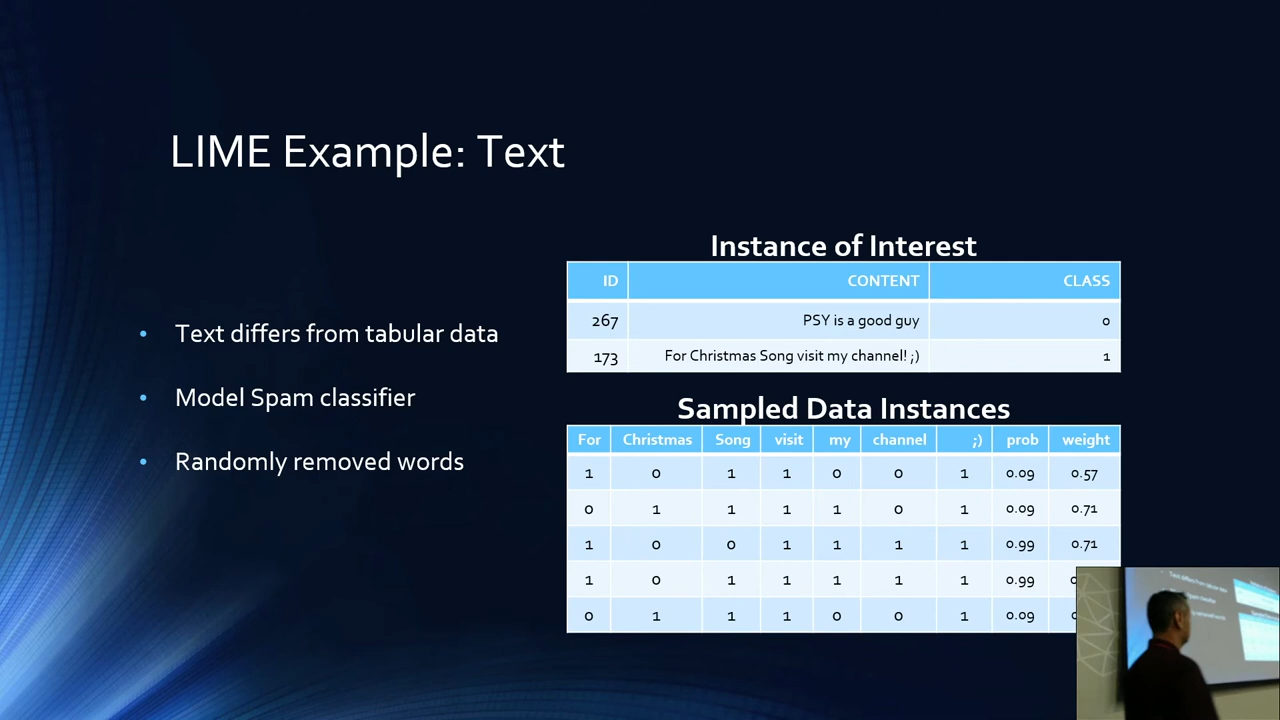 LIME Example: Text
• Text differs from tabular data
• Model Spam classifier
• Randomly removed words
Instance of Interest
ID CONTENT CLASS
267 PSY is a good guy 0
173 For Christmas Song visit my channel! ;) 1
Sampled Data Instances
For Christmas Song visit my channel ;) prob weight
1 0 1 1 0 0 1 0.09 0.57
0 1 1 1 1 0 1 0.09 0.71
1 0 0 1 1 1 1 0.99 0.71
1 0 1 1 1 1 1 0.99
0 1 1 1 0 0 1 0.09